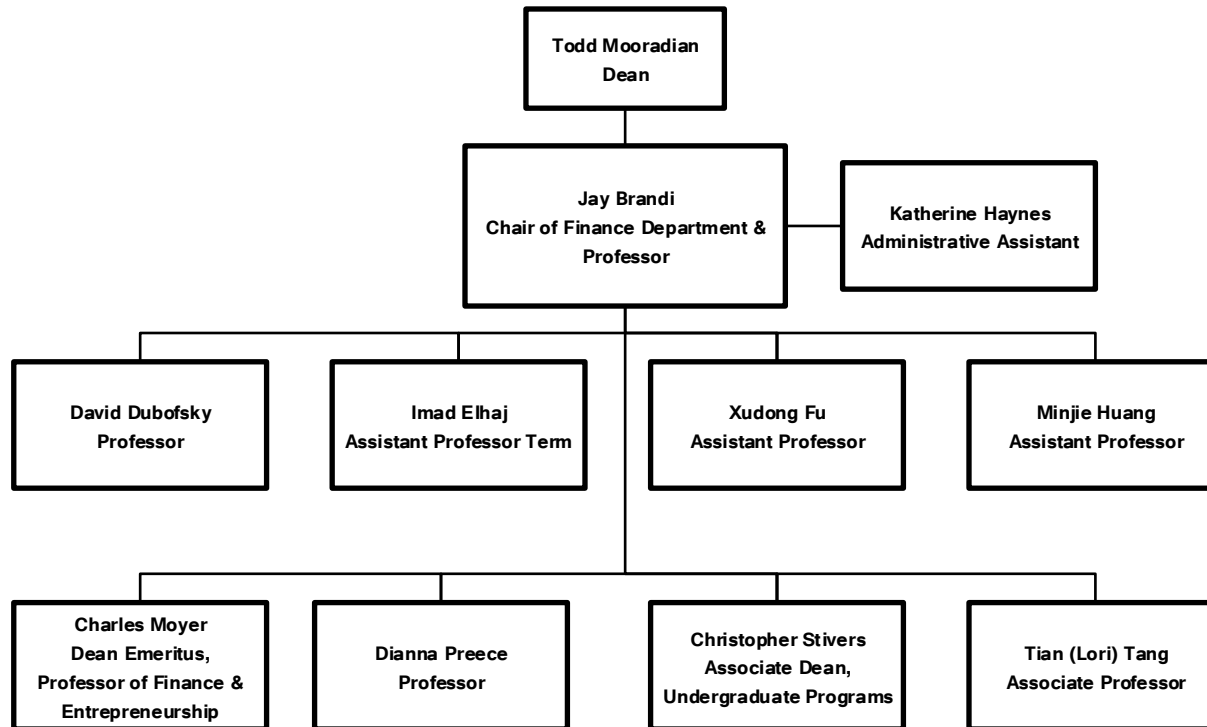 Todd Mooradian
Dean
Jay Brandi
Chair of Finance Department &
Professor
Katherine Haynes
Administrative Assistant
David Dubofsky
Professor
Imad Elhaj
Assistant Professor Term
Xudong Fu
Assistant Professor
Minjie Huang
Assistant Professor
Charles Moyer
Dean Emeritus,
Professor of Finance &
Entrepreneurship
Dianna Preece
Professor
Christopher Stivers
Associate Dean,
Undergraduate Programs
Tian (Lori) Tang
Associate Professor